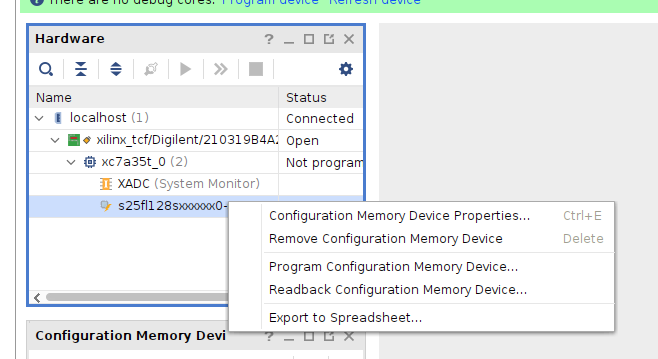 There are no debug cores. Program device Refresh device
Hardware
Name Status
localhost (1) Connected
xilinx_tcf/Digilent/210319B4A2 Open
xc7a35t_0 (2) Not program
XADC (System Monitor)
s25fl128sxxxxxx0-
Configuration Memory Device Properties... Ctrl+E
Remove Configuration Memory Device Delete
Program Configuration Memory Device...
Readback Configuration Memory Device...
Export to Spreadsheet...
Configuration Memory Devi